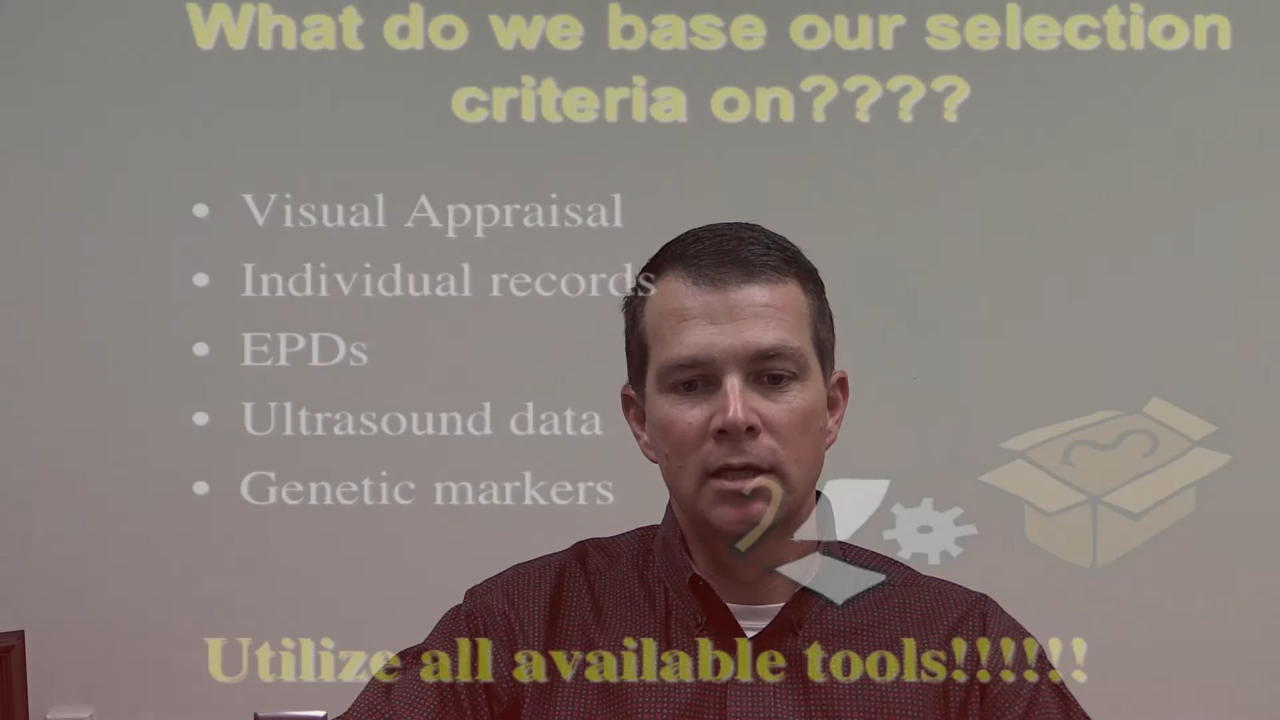 What do we base our selection
criteria on????
• Visual Appraisal
• Individual records
• EPDs
• Ultrasound data
• Genetic markers
Utilize all available tools!!!!!!